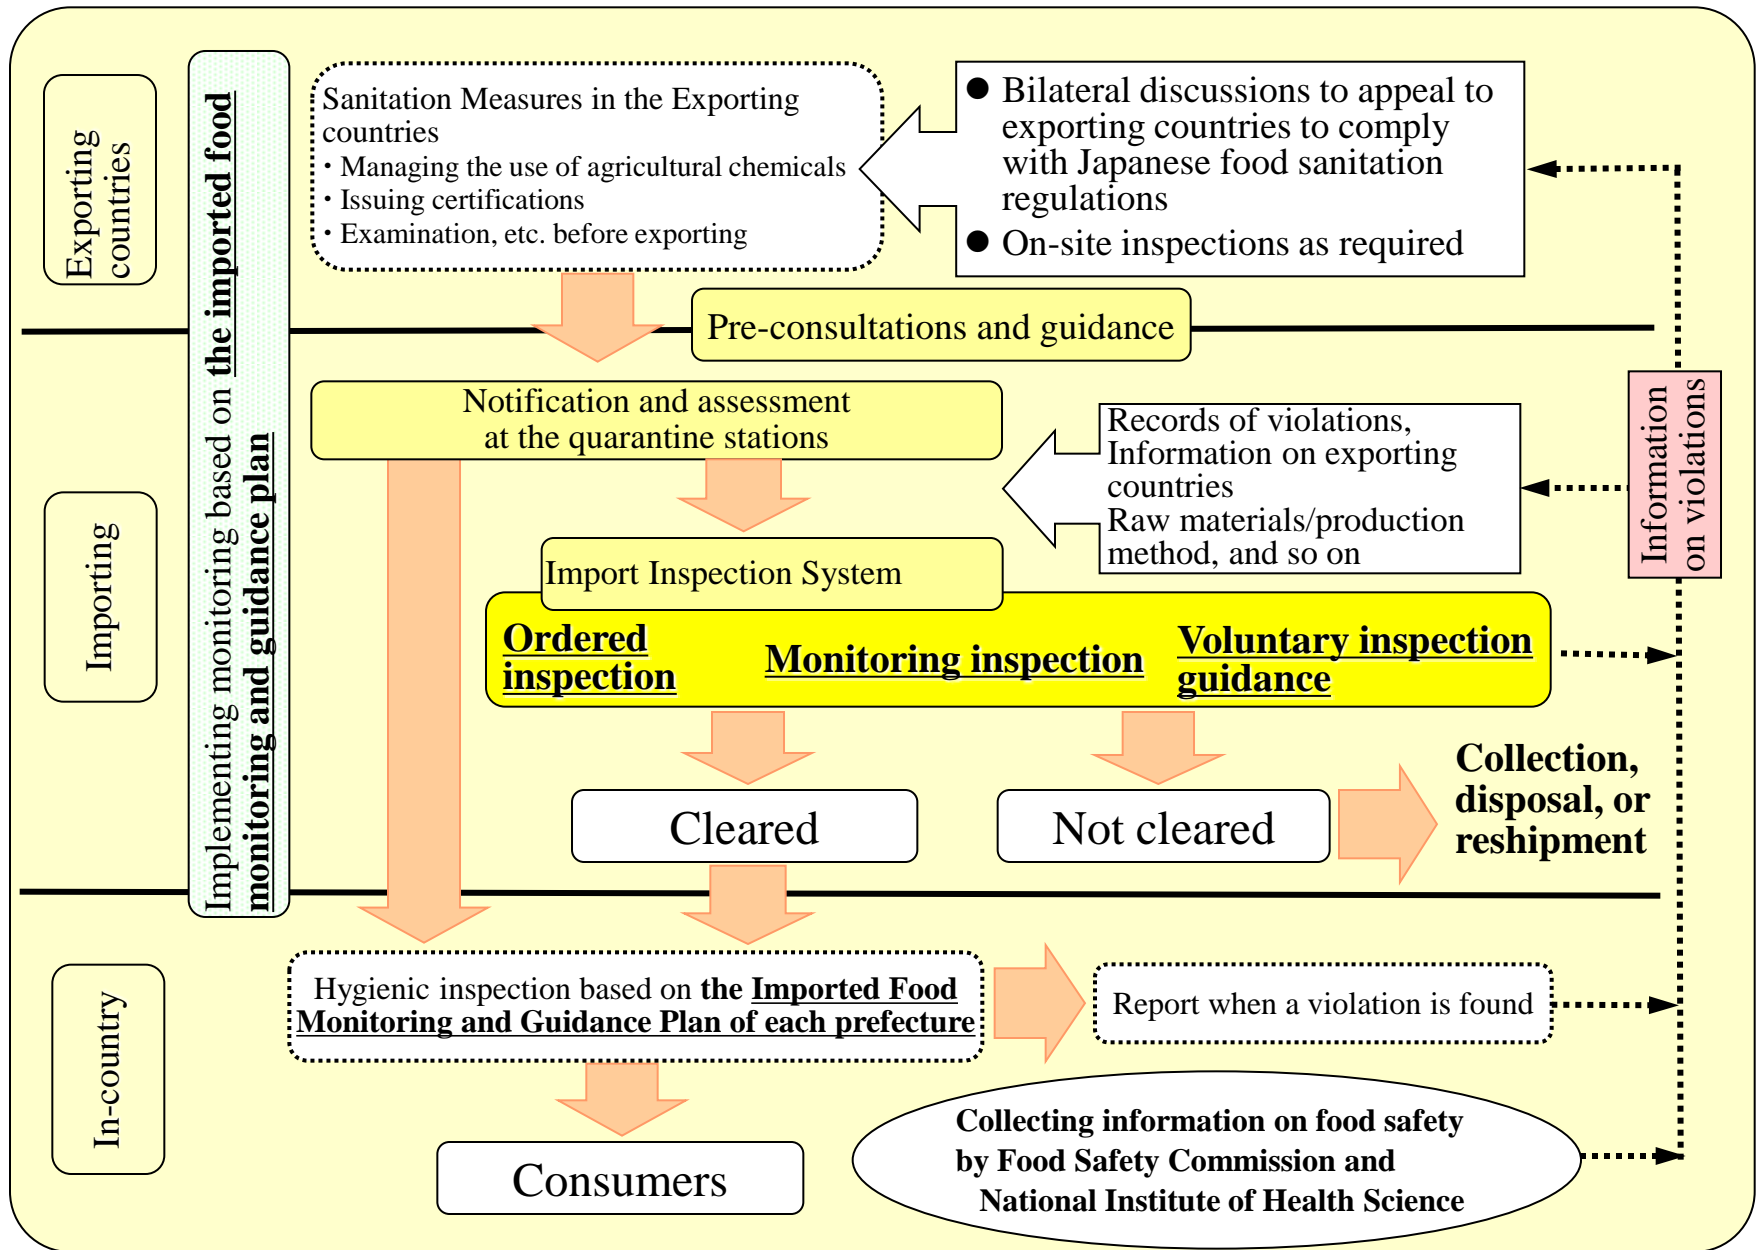 Exporting
countries
Implementing monitoring based on the imported food
monitoring and guidance plan
Sanitation Measures in the Exporting
countries
・Managing the use of agricultural chemicals
・Issuing certifications
・Examination, etc. before exporting
● Bilateral discussions to appeal to
exporting countries to comply
with Japanese food sanitation
regulations
● On-site inspections as required
Pre-consultations and guidance
Importing
Notification and assessment
at the quarantine stations
Records of violations,
Information on exporting
countries
Raw materials/production
method, and so on
Information
on violations
Import Inspection System
Ordered
inspection
Monitoring inspection
Voluntary inspection
guidance
Cleared
Not cleared
Collection,
disposal, or
reshipment
In-country
Hygienic inspection based on the Imported Food
Monitoring and Guidance Plan of each prefecture
Report when a violation is found
Consumers
Collecting information on food safety
by Food Safety Commission and
National Institute of Health Science